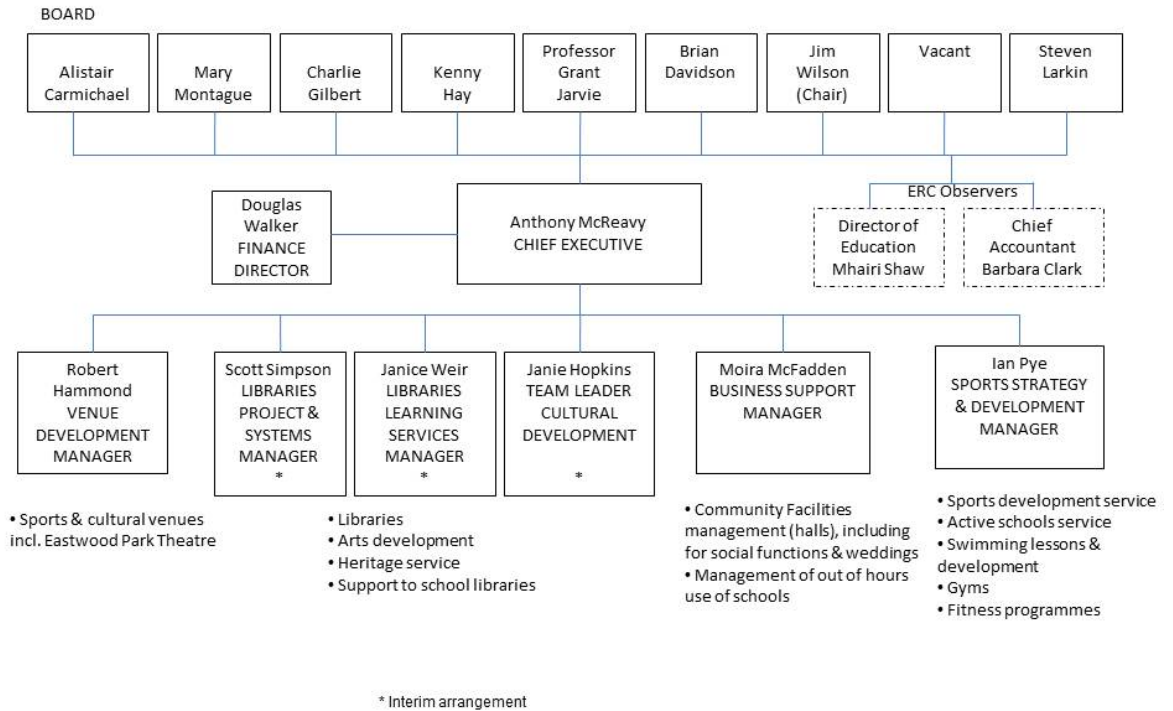 BOARD
Alistair
Carmichael
Mary
Montague
Charlie
Gilbert
Kenny
Hay
Professor
Grant
Jarvie
Brian
Davidson
Jim
Wilson
(Chair)
Vacant
Steven
Larkin
Douglas
Walker
FINANCE
DIRECTOR
Anthony McReavy
CHIEF EXECUTIVE
ERC Observers
Director of
Education
Mhairi Shaw
Chief
Accountant
Barbara Clark
Robert
Hammond
VENUE
DEVELOPMENT
MANAGER
Scott Simpson
LIBRARIES
PROJECT &
SYSTEMS
MANAGER
*
Janice Weir
LIBRARIES
LEARNING
SERVICES
MANAGER
*
Janie Hopkins
TEAM LEADER
CULTURAL
DEVELOPMENT
*
Moira McFadden
BUSINESS SUPPORT
MANAGER
Ian Pye
SPORTS STRATEGY
& DEVELOPMENT
MANAGER
• Sports & cultural venues
incl. Eastwood Park Theatre
• Libraries
• Arts development
• Heritage service
• Support to school libraries
• Community Facilities
management (halls), including
for social functions & weddings
• Management of out of hours
use of schools
• Sports development service
• Active schools service
• Swimming lessons &
development
• Gyms
• Fitness programmes
* Interim arrangement